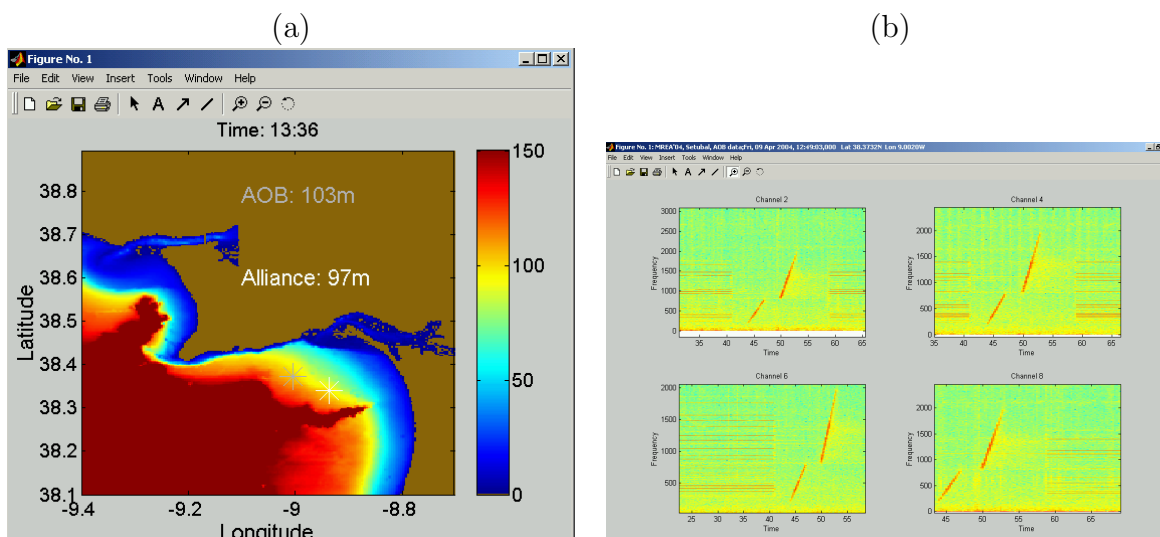 (a)
(b)
Figure No. 1
File Edit View Insert Tools Window Help
Time: 13:36
AOB: 103m
Alliance: 97m
Latitude
38.8
38.7
38.6
38.5
38.4
38.3
38.2
38.1
-9.4 -9.2 -9 -8.8
Longitude
150
100
50
0
Figure No. 1: MREA'04, Setubal, AOB data;Fri, 09 Apr 2004, 12:49:03,000 Lat 38.3732N Lon 9.0020W
File Edit View Insert Tools Window Help
Channel 2
Frequency
3000
2500
2000
1500
1000
500
0
35 40 45 50 55 60 65
Time
Channel 4
Frequency
3000
2500
2000
1500
1000
500
0
35 40 45 50 55 60 65
Time
Channel 6
Frequency
2000
1500
1000
500
25 30 35 40 45 50 55 60 65
Time
Channel 8
Frequency
2000
1500
1000
500
0
45 50 55 60 65
Time